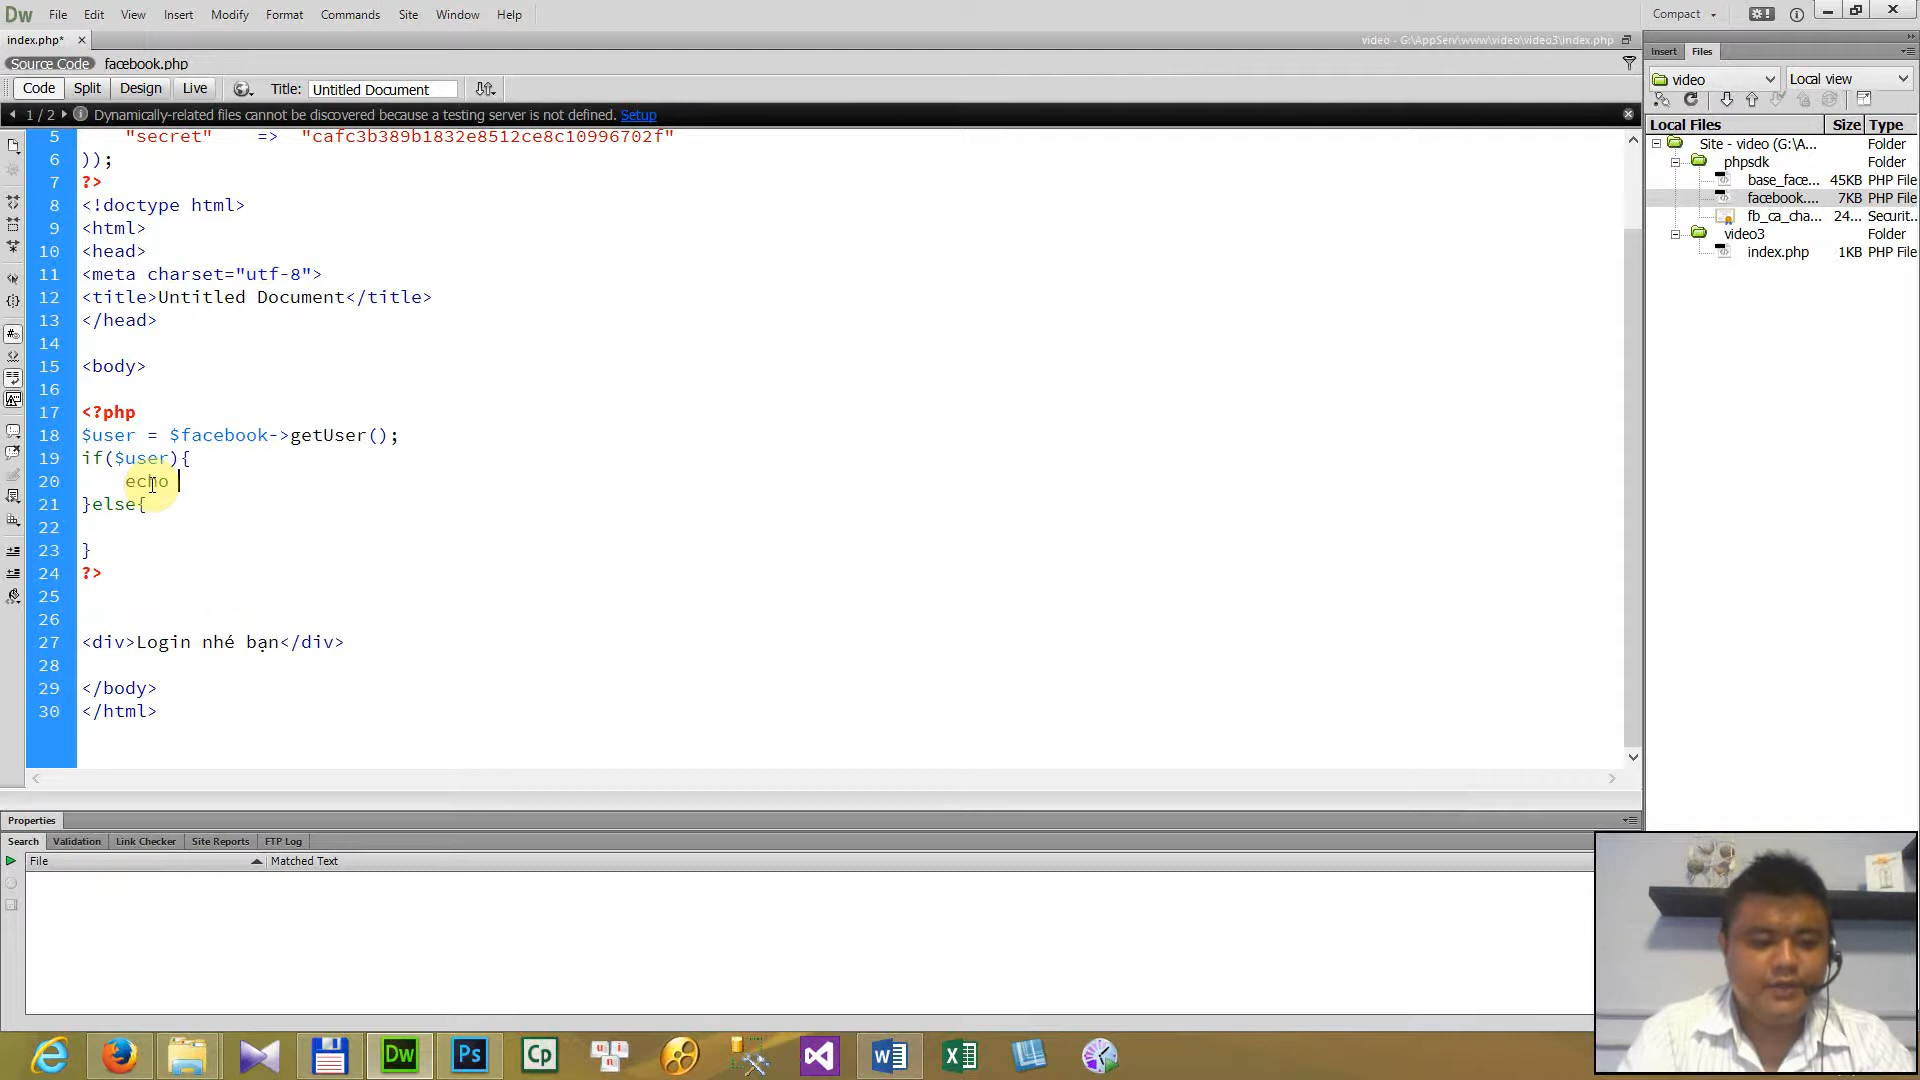 Dw File Edit View Insert Modify Format Commands Site Window Help Compact
index.php* video - G:\AppServ\www\video\video3\index.php Insert Files
Source Code facebook.php
video Local view
Code Split Design Live Title: Untitled Document
1 / 2 Dynamically-related files cannot be discovered because a testing server is not defined. Setup
Local Files Size Type
Site - video (G:\A... Folder
phpsdk Folder
base_face... 45KB PHP File
facebook.... 7KB PHP File
fb_ca_cha... 24... Securit...
video3 Folder
index.php 1KB PHP File
5 "secret" => "cafc3b389b1832e8512ce8c10996702f"
6 ));
7 ?>
8 <!doctype html>
9 <html>
10 <head>
11 <meta charset="utf-8">
12 <title>Untitled Document</title>
13 </head>
14
15 <body>
16
17 <?php
18 $user = $facebook->getUser();
19 if($user){
20 echo
21 }else{
22
23 }
24 ?>
25
26
27 <div>Login nhé bạn</div>
28
29 </body>
30 </html>
Properties
Search Validation Link Checker Site Reports FTP Log
File Matched Text
Dw Ps Cp u i n